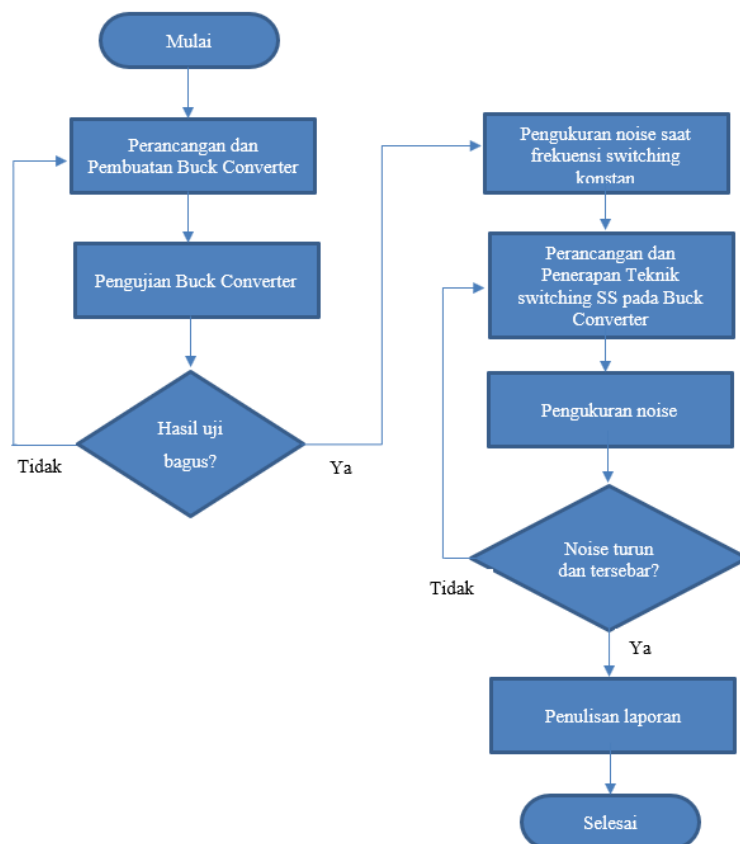 Mulai
Perancangan dan
Pembuatan Buck Converter
Pengujian Buck Converter
Hasil uji
bagus?
Tidak
Ya
Pengukuran noise saat
frekuensi switching
konstan
Perancangan dan
Penerapan Teknik
switching SS pada Buck
Converter
Pengukuran noise
Noise turun
dan tersebar?
Tidak
Ya
Penulisan laporan
Selesai